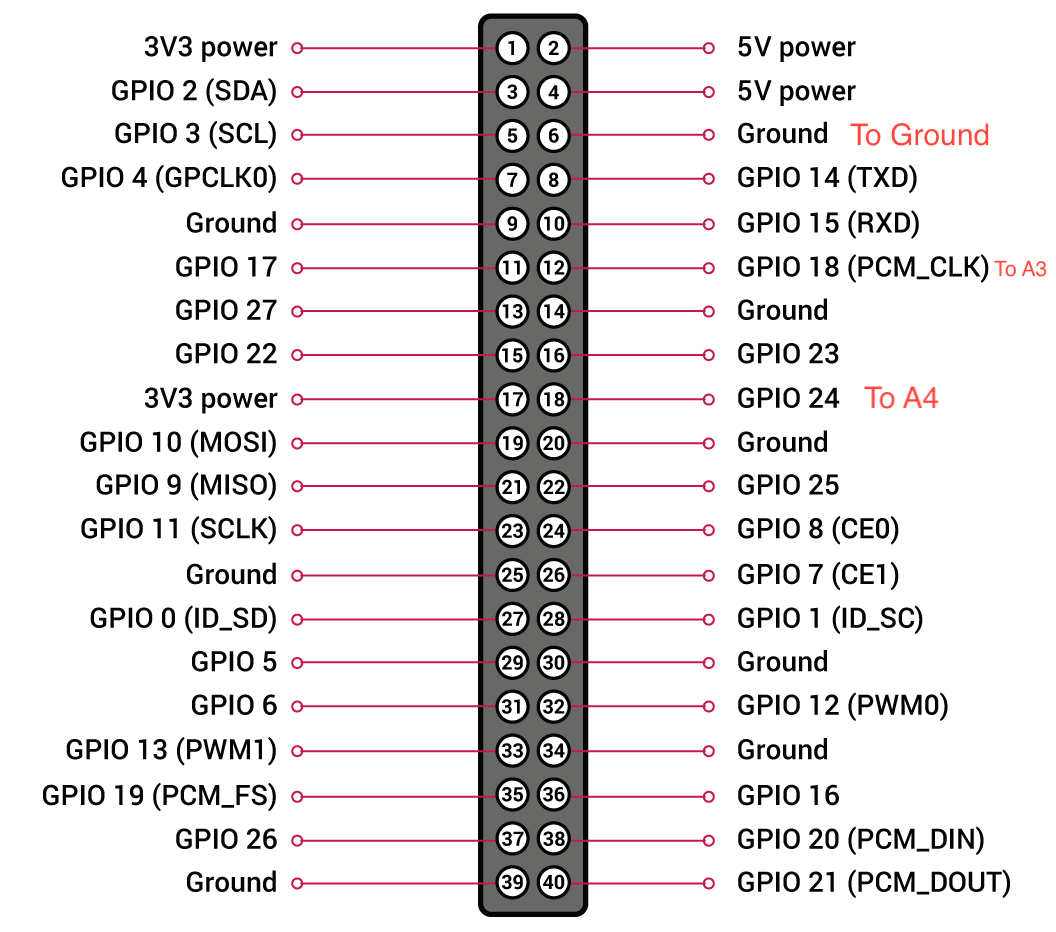 3V3 power 1 2 5V power
GPIO 2 (SDA) 3 4 5V power
GPIO 3 (SCL) 5 6 Ground To Ground
GPIO 4 (GPCLK0) 7 8 GPIO 14 (TXD)
Ground 9 10 GPIO 15 (RXD)
GPIO 17 11 12 GPIO 18 (PCM_CLK) To A3
GPIO 27 13 14 Ground
GPIO 22 15 16 GPIO 23
3V3 power 17 18 GPIO 24 To A4
GPIO 10 (MOSI) 19 20 Ground
GPIO 9 (MISO) 21 22 GPIO 25
GPIO 11 (SCLK) 23 24 GPIO 8 (CE0)
Ground 25 26 GPIO 7 (CE1)
GPIO 0 (ID_SD) 27 28 GPIO 1 (ID_SC)
GPIO 5 29 30 Ground
GPIO 6 31 32 GPIO 12 (PWM0)
GPIO 13 (PWM1) 33 34 Ground
GPIO 19 (PCM_FS) 35 36 GPIO 16
GPIO 26 37 38 GPIO 20 (PCM_DIN)
Ground 39 40 GPIO 21 (PCM_DOUT)